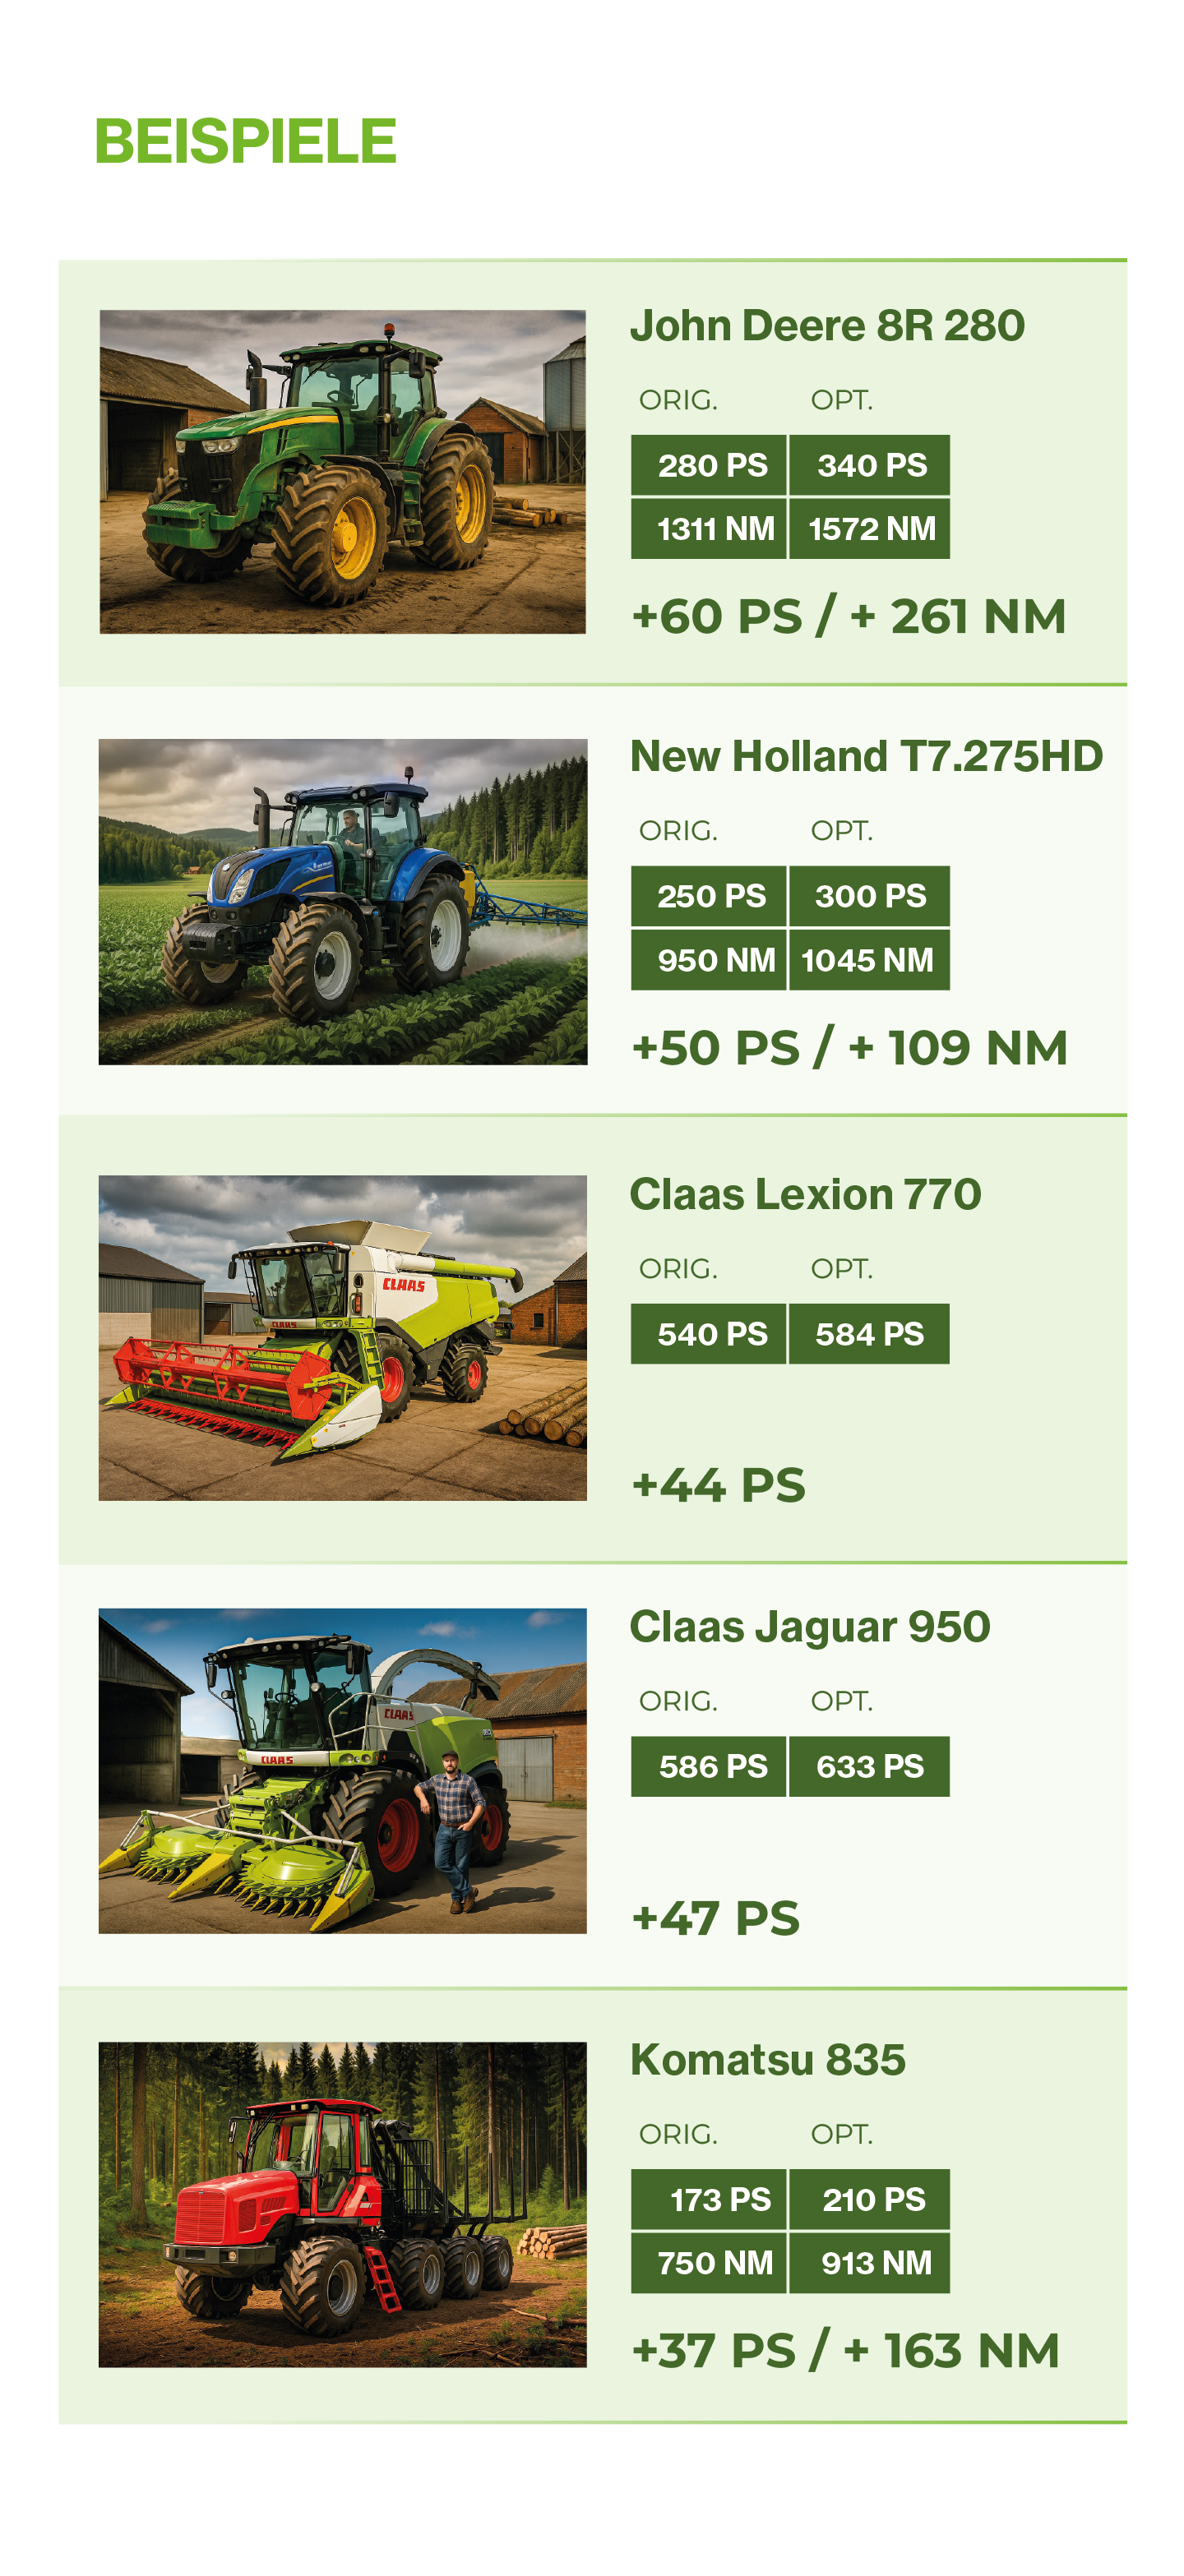 BEISPIELE
John Deere 8R 280
ORIG. OPT.
280 PS 340 PS
1311 NM 1572 NM
+60 PS / + 261 NM
New Holland T7.275HD
ORIG. OPT.
250 PS 300 PS
950 NM 1045 NM
+50 PS / + 109 NM
CLAAS
CLAAS
Claas Lexion 770
ORIG. OPT.
540 PS 584 PS
+44 PS
CLAAS
CLAAS
Claas Jaguar 950
ORIG. OPT.
586 PS 633 PS
+47 PS
Komatsu 835
ORIG. OPT.
173 PS 210 PS
750 NM 913 NM
+37 PS / + 163 NM